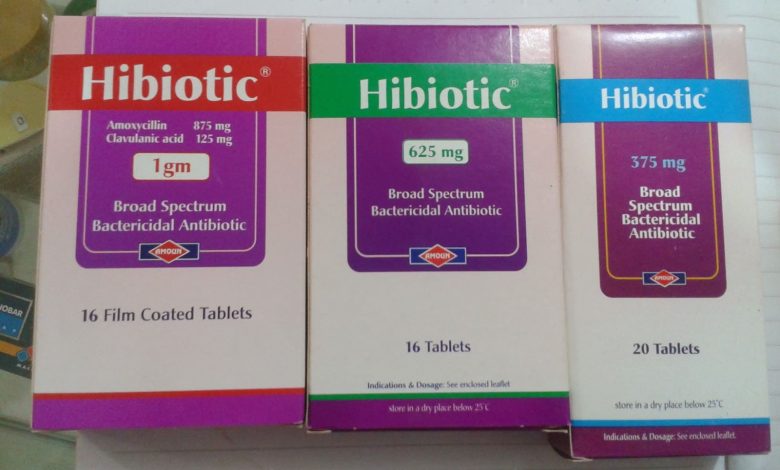 Hibiotic®
Amoxycillin 875 mg
Clavulanic acid 125 mg
1gm
Broad Spectrum
Bactericidal Antibiotic
AMOUN
16 Film Coated Tablets
Hibiotic®
625 mg
Broad Spectrum
Bactericidal Antibiotic
AMOUN
16 Tablets
Indications & Dosage: See enclosed leaflet
store in a dry place below 25°C
Hibiotic®
375 mg
Broad
Spectrum
Bactericidal
Antibiotic
AMOUN
20 Tablets
store in a dry place below 25°C
Indications & Dosage: See enclosed leaflet.